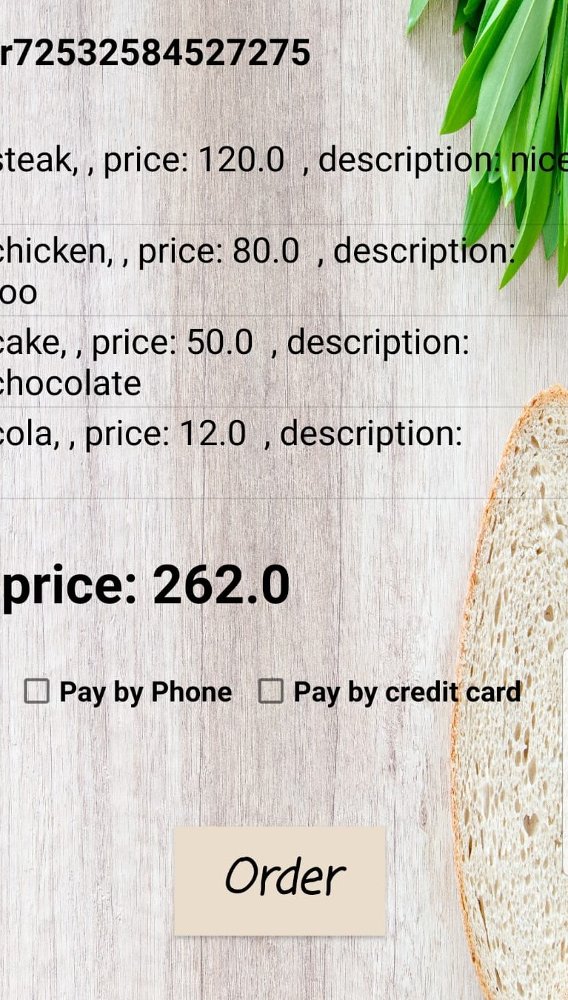 r72532584527275
steak, , price: 120.0 , description: nice
chicken, , price: 80.0 , description:
oo
cake, , price: 50.0 , description:
chocolate
cola, , price: 12.0 , description:
price: 262.0
Pay by Phone Pay by credit card
Order